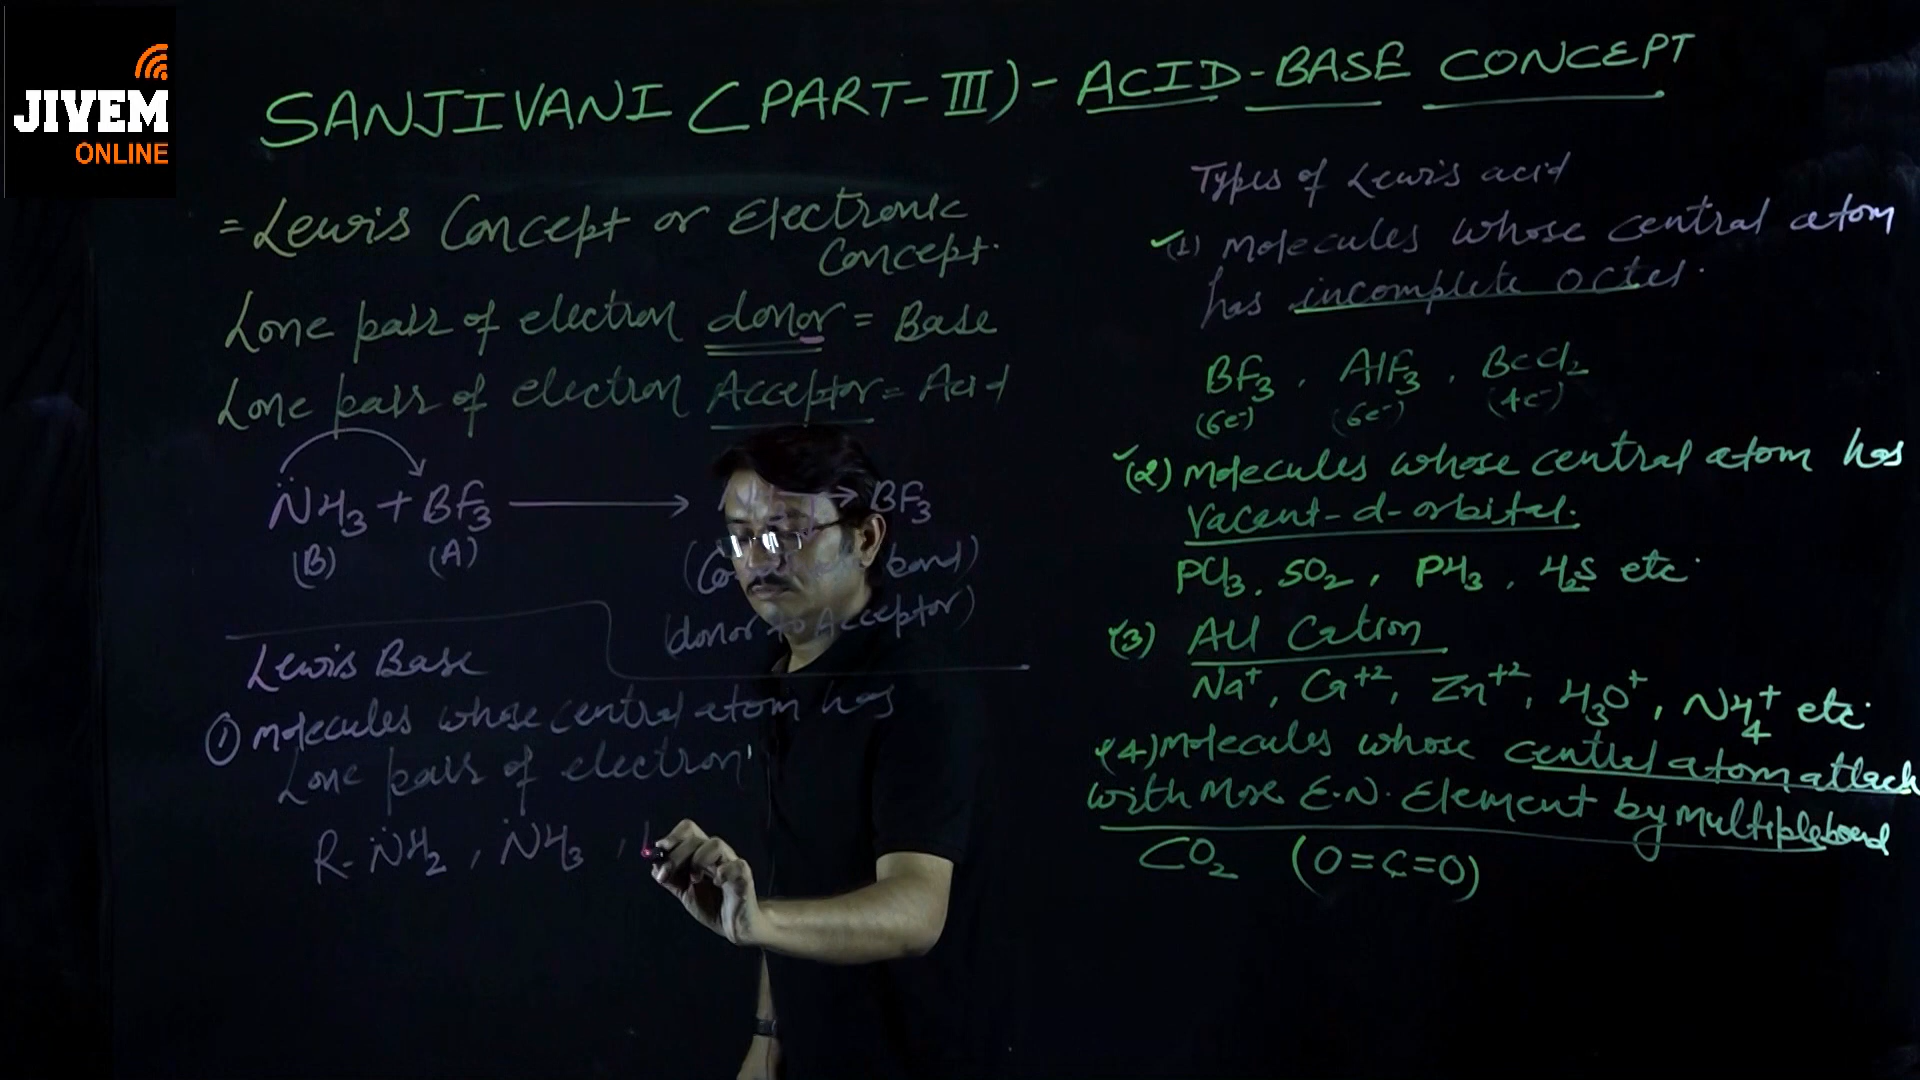 JIVEM
ONLINE
SANJIVANI (PART-III) - ACID-BASE CONCEPT
= Lewis Concept or Electronic
Concept.
Lone pair of electron donor = Base
Lone pair of electron Acceptor = Acid
N̈H₃ + BF₃ ⟶ → BF₃
(B) (A) bond)
(donor to Acceptor)
Lewis Base
① Molecules whose central atom has
Lone pair of electron
R-N̈H₂, N̈H₃,
Types of Lewis acid
✓(1) Molecules whose central atom
has incomplete octet.
BF₃, AlF₃, BeCl₂
(6e⁻) (6e⁻) (4e⁻)
✓(2) Molecules whose central atom has
Vacant-d-orbital.
PCl₃, SO₂, PH₃, H₂S etc.
(3) All Cation
Na⁺, Ca⁺², Zn⁺², H₃O⁺, NH₄⁺ etc.
(4) Molecules whose central atom attach
with More E.N. Element by multiple bond
CO₂ (O=C=O)